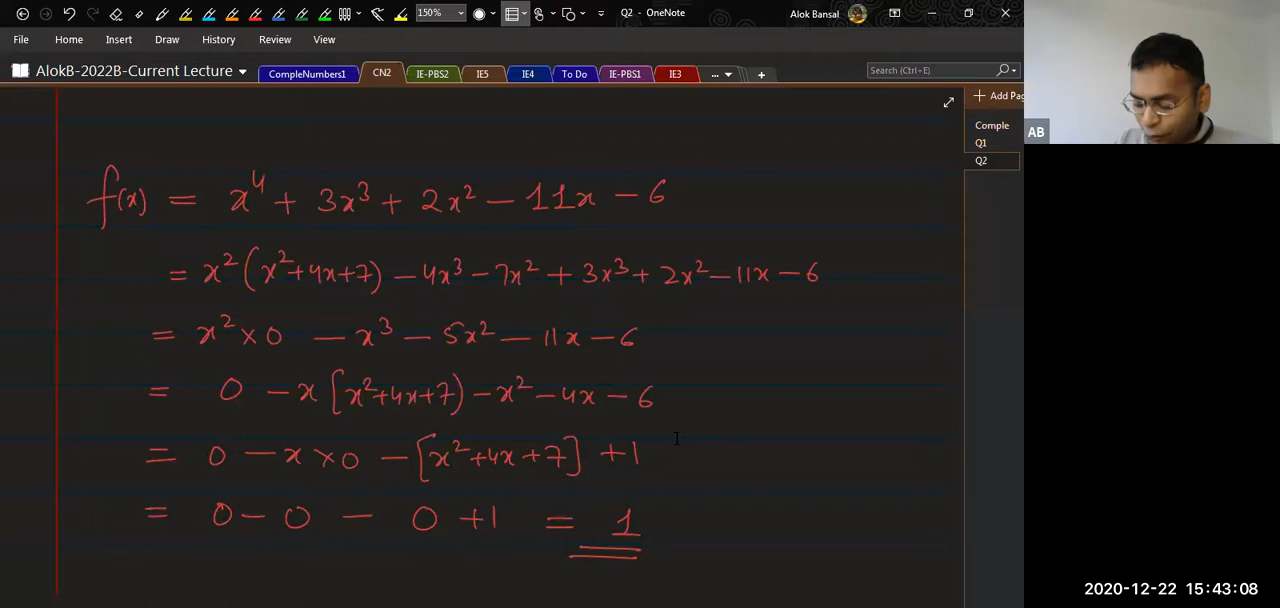 150% Q2 - OneNote Alok Bansal
File Home Insert Draw History Review View
AlokB-2022B-Current Lecture CompleNumbers1 CN2 IE-PBS2 IE5 IE4 To Do IE-PBS1 IE3 ... + Search (Ctrl+E)
+ Add Pag
Comple
Q1
Q2
AB
f(x) = x⁴ + 3x³ + 2x² - 11x - 6
= x² (x² + 4x + 7) - 4x³ - 7x² + 3x³ + 2x² - 11x - 6
= x² × 0 - x³ - 5x² - 11x - 6
= 0 - x [x² + 4x + 7) - x² - 4x - 6
= 0 - x × 0 - [x² + 4x + 7] + 1
= 0 - 0 - 0 + 1 = 1
2020-12-22 15:43:08